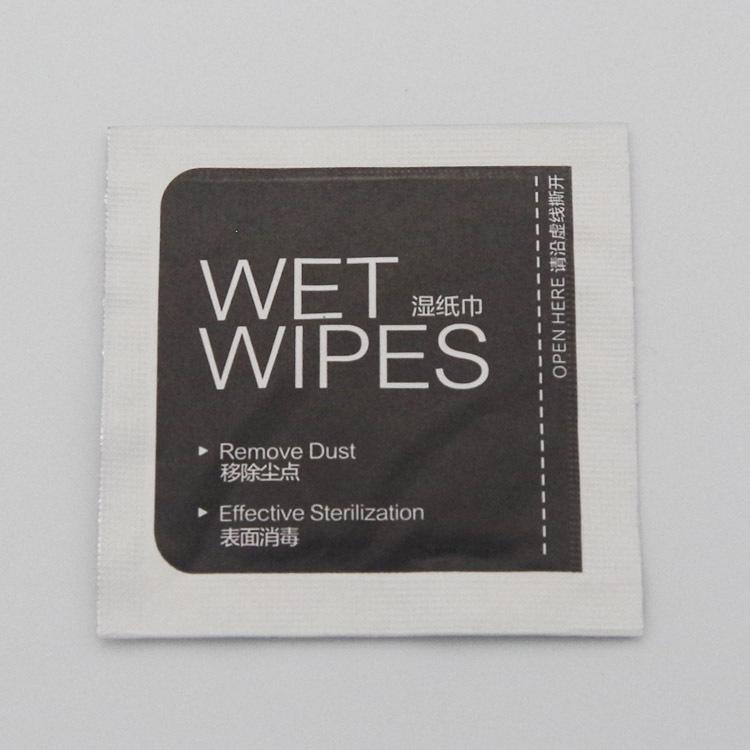 WET
湿纸巾
WIPES
Remove Dust
移除尘点
Effective Sterilization
表面消毒
OPEN HERE 请沿虚线撕开